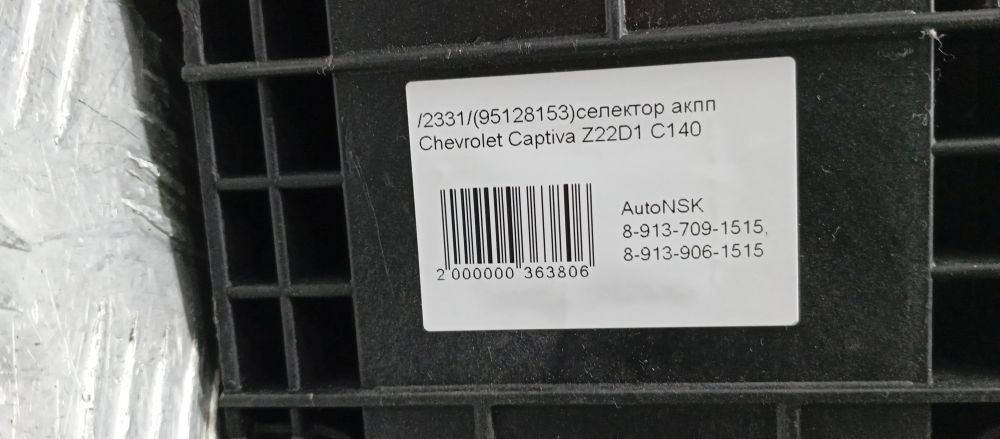 /2331/(95128153)селектор акпп
Chevrolet Captiva Z22D1 C140
AutoNSK
8-913-709-1515,
8-913-906-1515
2 000000 363806